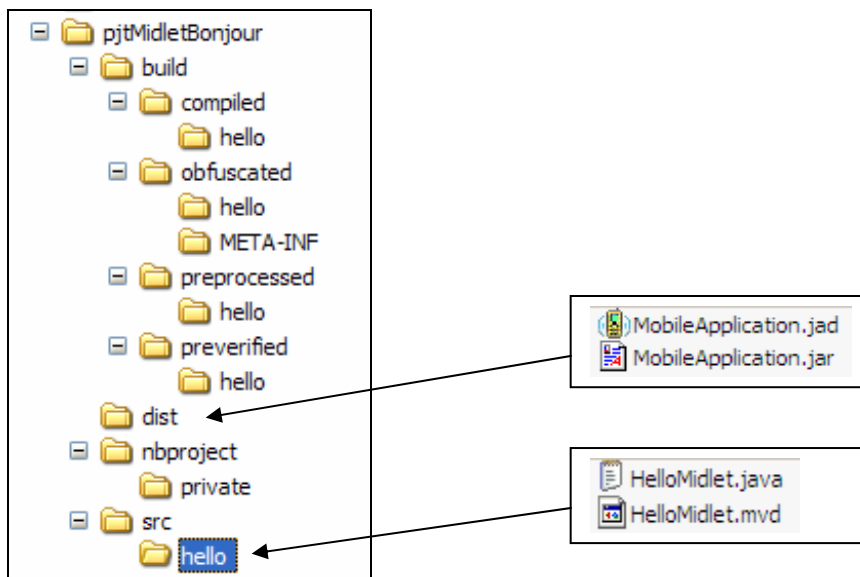 pjtMidletBonjour
build
compiled
hello
obfuscated
hello
META-INF
preprocessed
hello
preverified
hello
dist
nbproject
private
src
hello
MobileApplication.jad
MobileApplication.jar
HelloMidlet.java
HelloMidlet.mvd